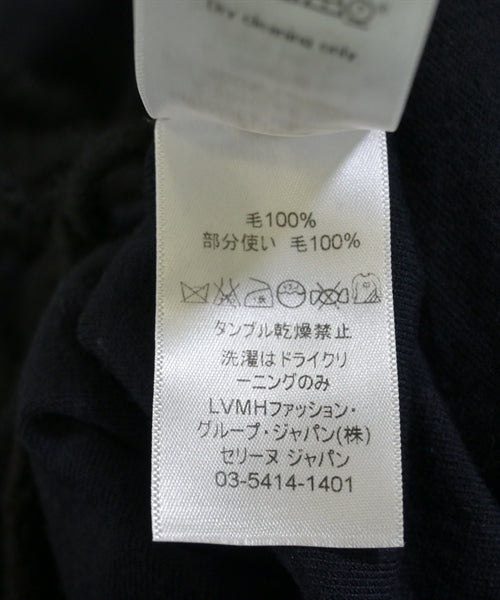 Dry cleaning only
毛100%
部分使い 毛100%
タンブル乾燥禁止
洗濯はドライクリ
ーニングのみ
LVMHファッション・
グループ・ジャパン(株)
セリーヌ ジャパン
03-5414-1401